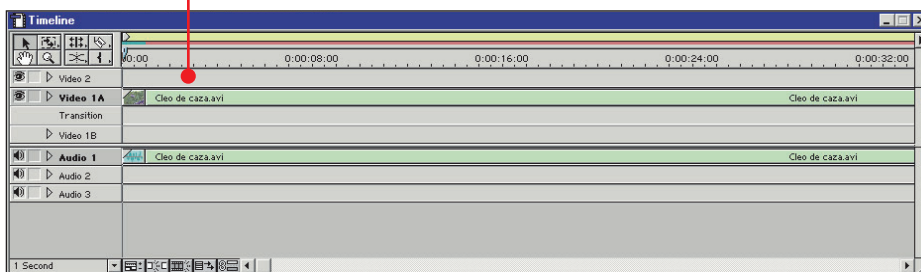 Timeline
0:00 0:00:08:00 0:00:16:00 0:00:24:00 0:00:32:00
Video 2
Video 1A Cleo de caza.avi Cleo de caza.avi
Transition
Video 1B
Audio 1 Cleo de caza.avi Cleo de caza.avi
Audio 2
Audio 3
1 Second